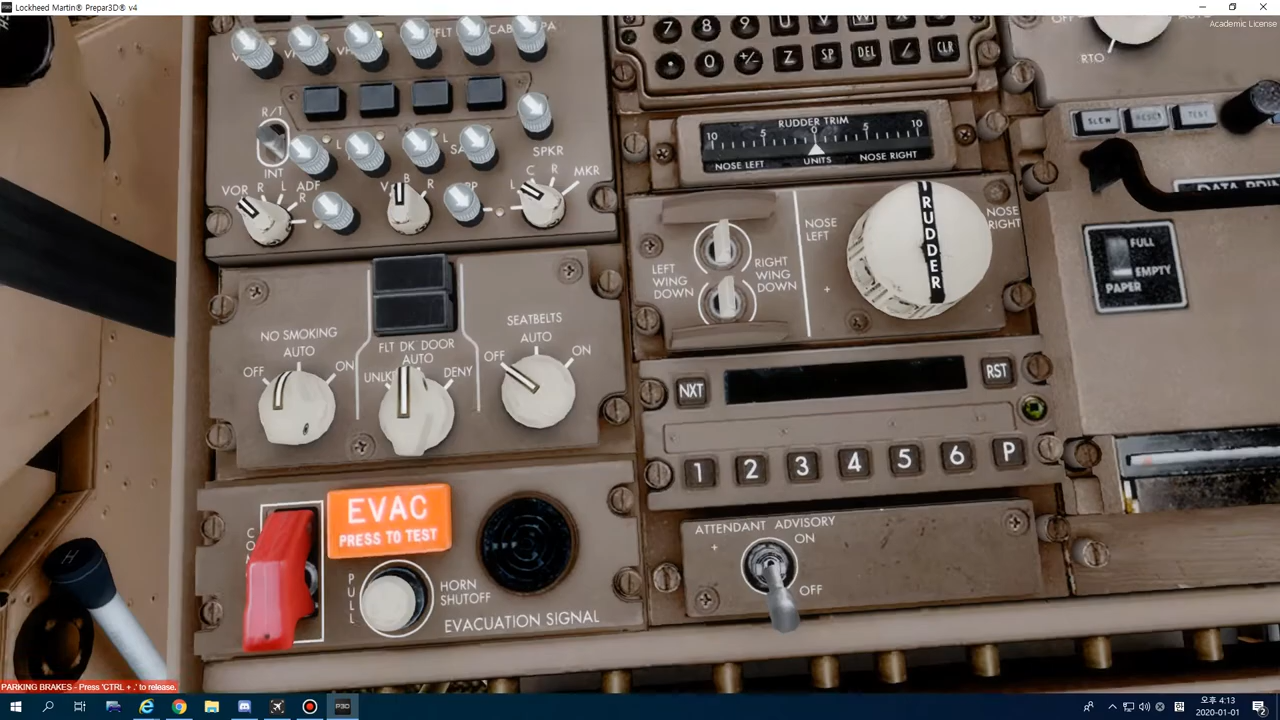 Lockheed Martin® Prepar3D® v4
Academic License
FLT
CAB
PA
R/T
INT
SPKR
VOR
R
L
ADF
R
V
B
R
L
C
R
MKR
7
8
9
U
V
W
X
Y
0
+/-
Z
SP
DEL
/
CLR
RUDDER TRIM
10
5
0
5
10
NOSE LEFT
UNITS
NOSE RIGHT
NOSE
LEFT
RUDDER
NOSE
RIGHT
LEFT
WING
DOWN
RIGHT
WING
DOWN
RTO
SLEW
RESET
TEST
FULL
EMPTY
PAPER
NO SMOKING
OFF
AUTO
ON
FLT DK DOOR
AUTO
DENY
SEATBELTS
OFF
AUTO
ON
NXT
RST
1
2
3
4
5
6
P
EVAC
PRESS TO TEST
PULL
HORN
SHUTOFF
EVACUATION SIGNAL
ATTENDANT ADVISORY
ON
OFF
PARKING BRAKES - Press 'CTRL + .' to release.
P3D
오후 4:13
2020-01-01
2